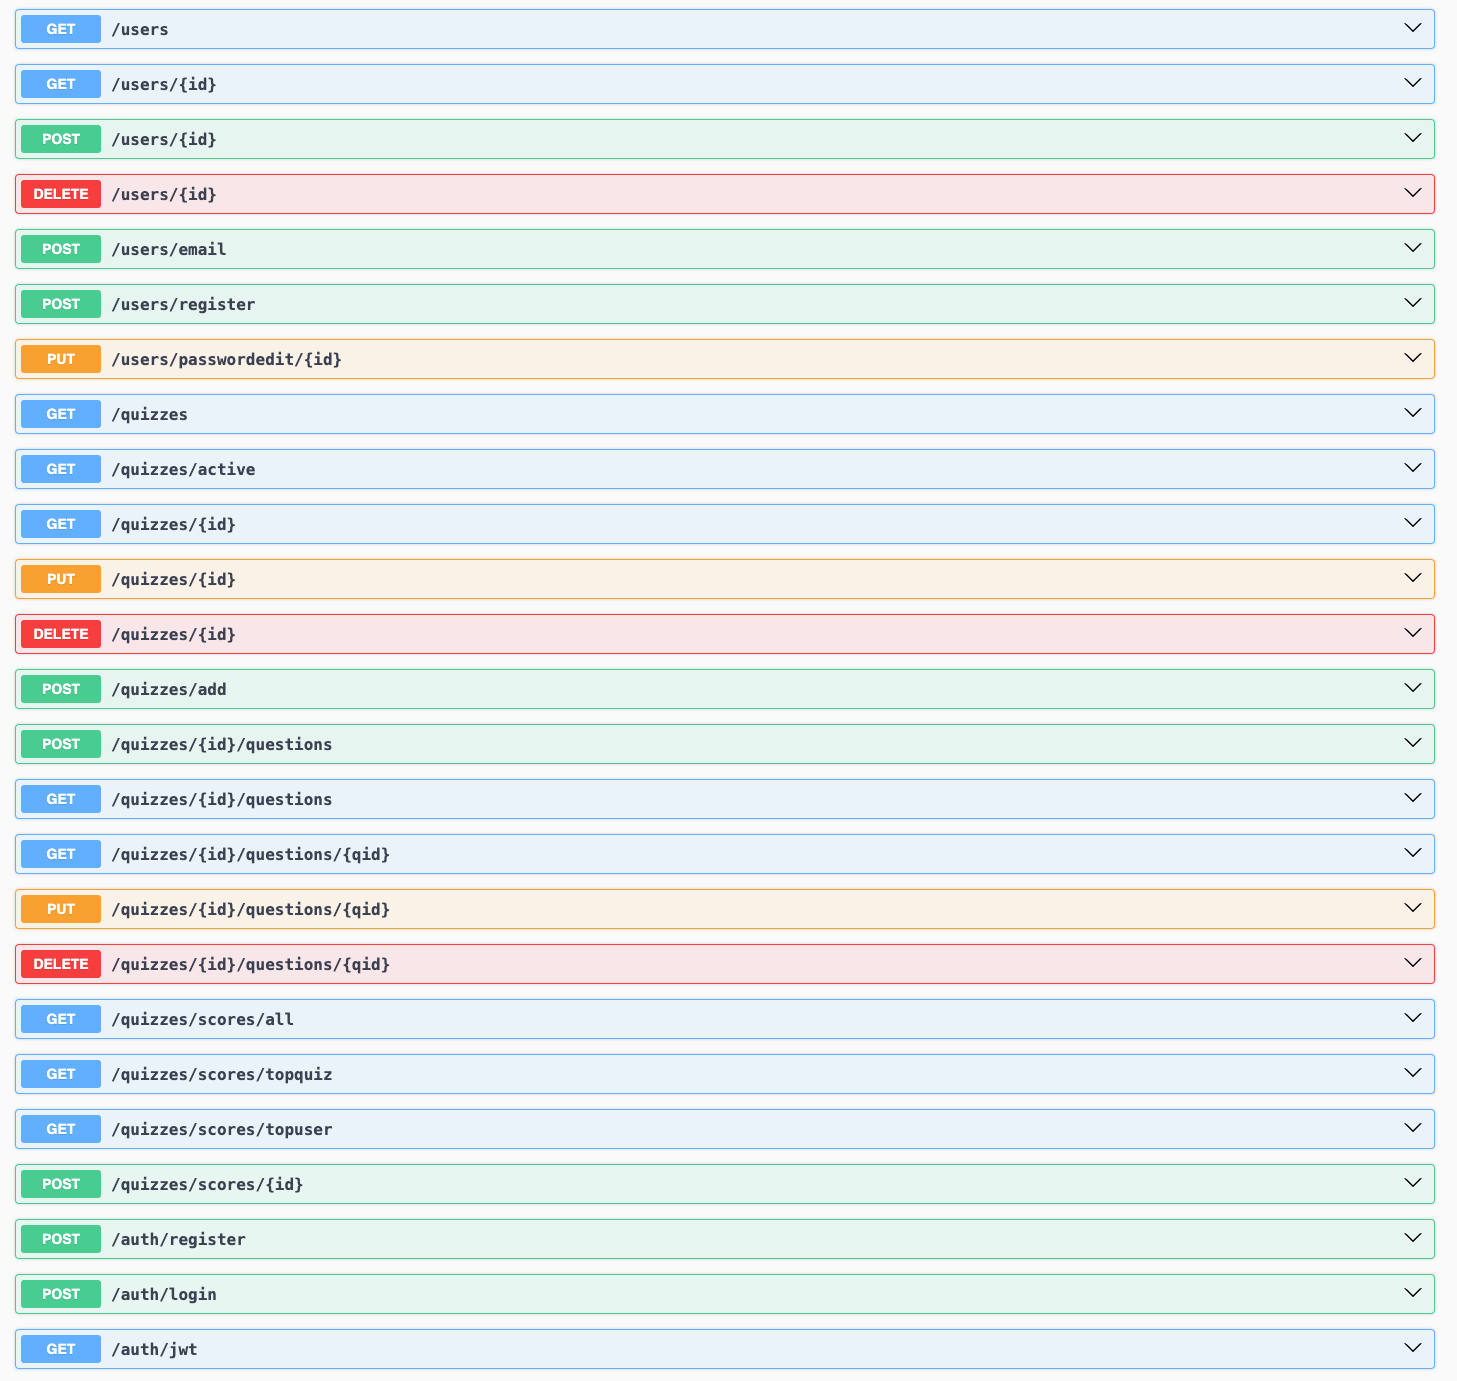 GET /users
GET /users/{id}
POST /users/{id}
DELETE /users/{id}
POST /users/email
POST /users/register
PUT /users/passwordedit/{id}
GET /quizzes
GET /quizzes/active
GET /quizzes/{id}
PUT /quizzes/{id}
DELETE /quizzes/{id}
POST /quizzes/add
POST /quizzes/{id}/questions
GET /quizzes/{id}/questions
GET /quizzes/{id}/questions/{qid}
PUT /quizzes/{id}/questions/{qid}
DELETE /quizzes/{id}/questions/{qid}
GET /quizzes/scores/all
GET /quizzes/scores/topquiz
GET /quizzes/scores/topuser
POST /quizzes/scores/{id}
POST /auth/register
POST /auth/login
GET /auth/jwt